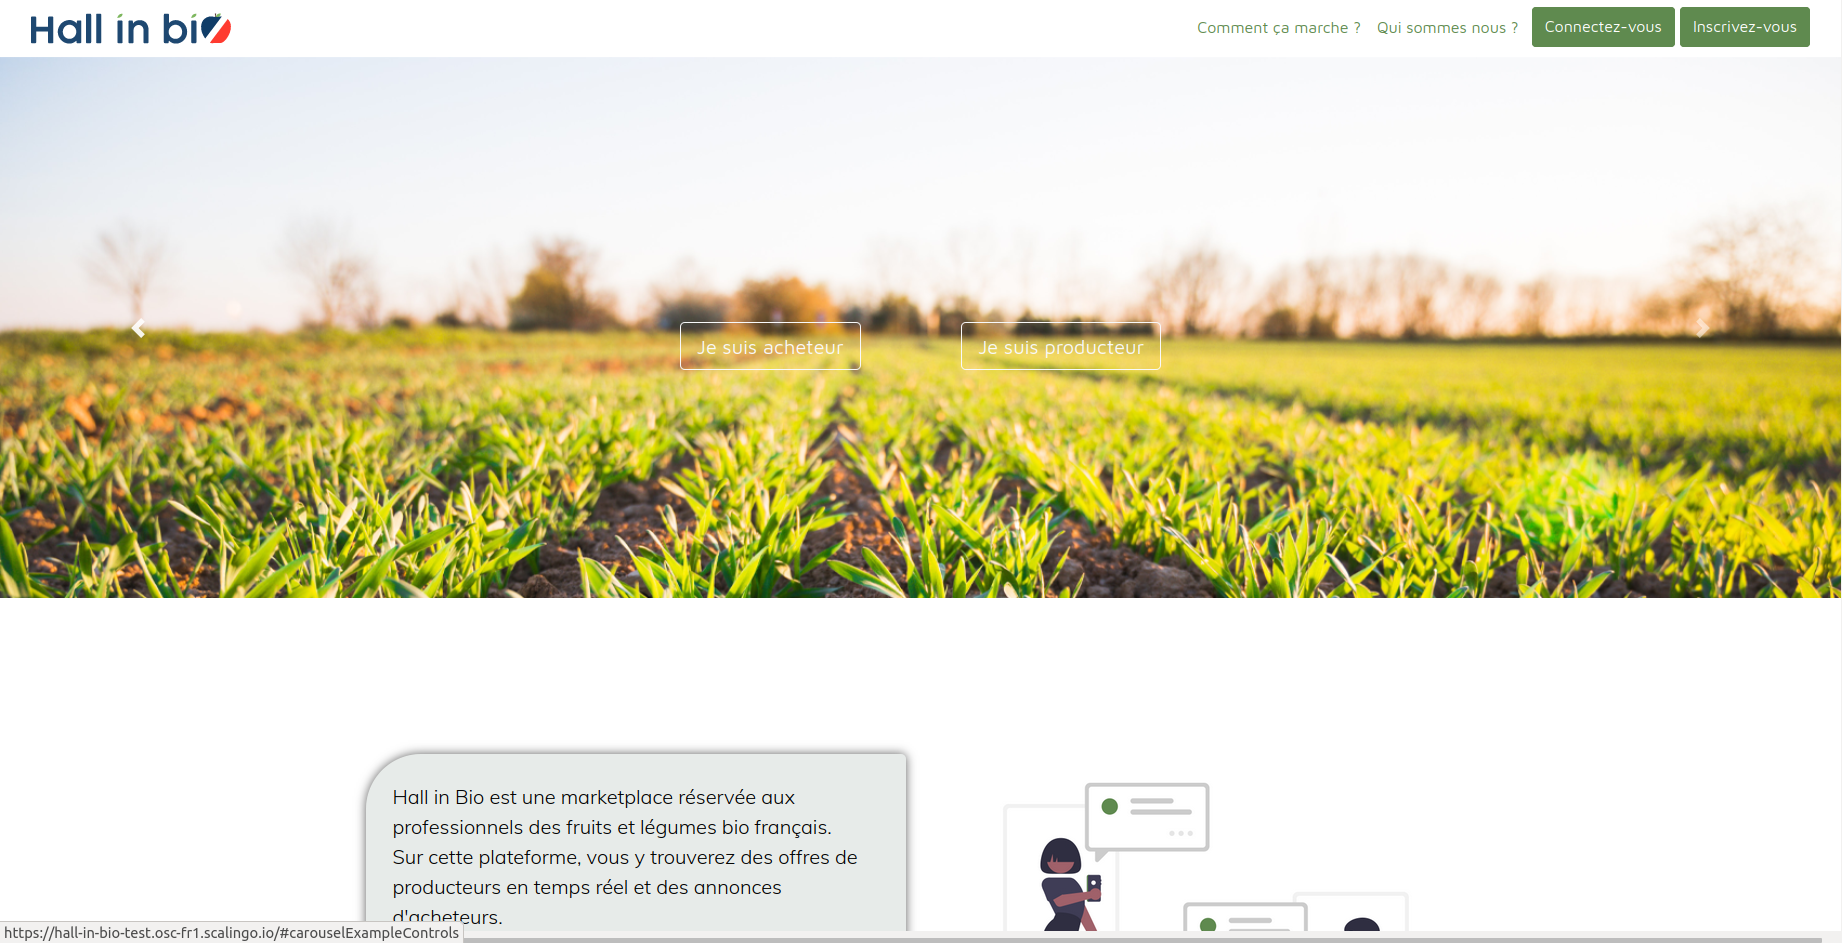 Hall in bio
Comment ça marche ?
Qui sommes nous ?
Connectez-vous
Inscrivez-vous
Je suis acheteur
Je suis producteur
Hall in Bio est une marketplace réservée aux
professionnels des fruits et légumes bio français.
Sur cette plateforme, vous y trouverez des offres de
producteurs en temps réel et des annonces
d'acheteurs.
https://hall-in-bio-test.osc-fr1.scalingo.io/#carouselExampleControls